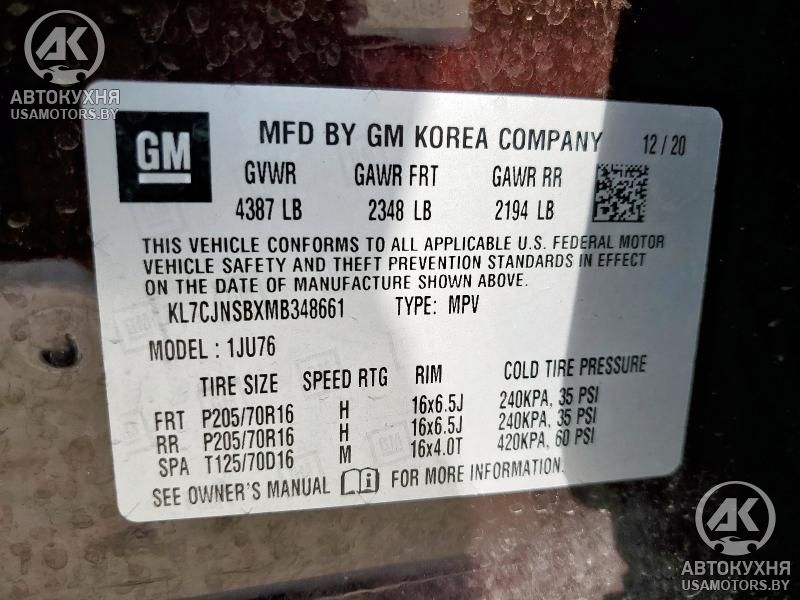 АК
АВТОКУХНЯ
USAMOTORS.BY
GM
MFD BY GM KOREA COMPANY 12/20
GVWR GAWR FRT GAWR RR
4387 LB 2348 LB 2194 LB
THIS VEHICLE CONFORMS TO ALL APPLICABLE U.S. FEDERAL MOTOR
VEHICLE SAFETY AND THEFT PREVENTION STANDARDS IN EFFECT
ON THE DATE OF MANUFACTURE SHOWN ABOVE.
KL7CJNSBXMB348661 TYPE: MPV
MODEL : 1JU76
TIRE SIZE SPEED RTG RIM COLD TIRE PRESSURE
FRT P205/70R16 H 16x6.5J 240KPA, 35 PSI
RR P205/70R16 H 16x6.5J 240KPA, 35 PSI
SPA T125/70D16 M 16x4.0T 420KPA, 60 PSI
SEE OWNER'S MANUAL i FOR MORE INFORMATION.
АК
АВТОКУХНЯ
USAMOTORS.BY